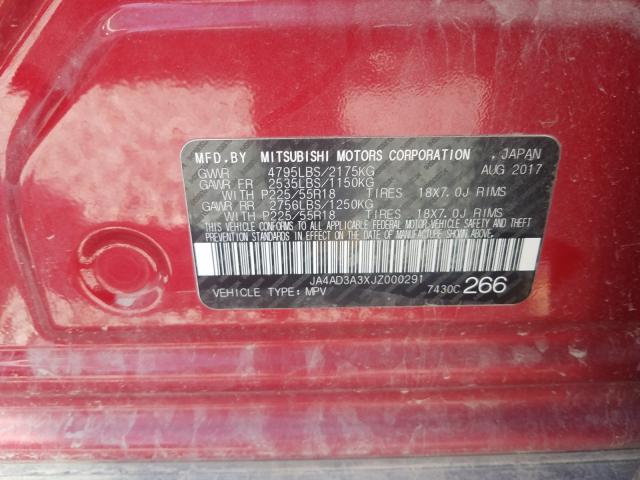 MFD.BY MITSUBISHI MOTORS CORPORATION , JAPAN
GVWR 4795LBS/2175KG AUG 2017
GAWR FR 2535LBS/1150KG
WITH P225/55R18 TIRES 18X7.0J RIMS
GAWR RR 2756LBS/1250KG
WITH P225/55R18 TIRES 18X7.0J RIMS
THIS VEHICLE CONFORMS TO ALL APPLICABLE FEDERAL MOTOR VEHICLE SAFETY AND THEFT
PREVENTION STANDARDS IN EFFECT ON THE DATE OF MANUFACTURE SHOWN ABOVE.
JA4AD3A3XJZ000291
VEHICLE TYPE: MPV 7430C 266